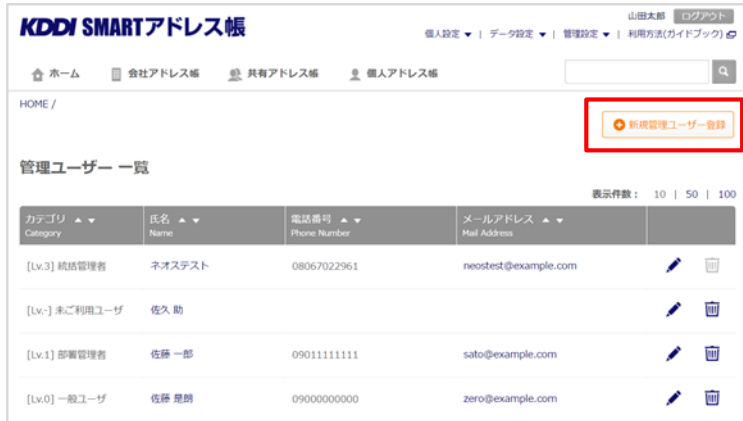 KDDI SMARTアドレス帳
山田太郎 ログアウト
個人設定 ▼ | データ設定 ▼ | 管理設定 ▼ | 利用方法(ガイドブック)
ホーム 会社アドレス帳 共有アドレス帳 個人アドレス帳
HOME /
新規管理ユーザー登録
管理ユーザー 一覧
表示件数： 10 | 50 | 100
カテゴリ ▲ ▼ 氏名 ▲ ▼ 電話番号 ▲ ▼ メールアドレス ▲ ▼
Category Name Phone Number Mail Address
[Lv.3] 統括管理者 ネオステスト 08067022961 neostest@example.com
[Lv.-] 未ご利用ユーザ 佐久 助
[Lv.1] 部署管理者 佐藤 一郎 09011111111 sato@example.com
[Lv.0] 一般ユーザ 佐藤 是朗 09000000000 zero@example.com